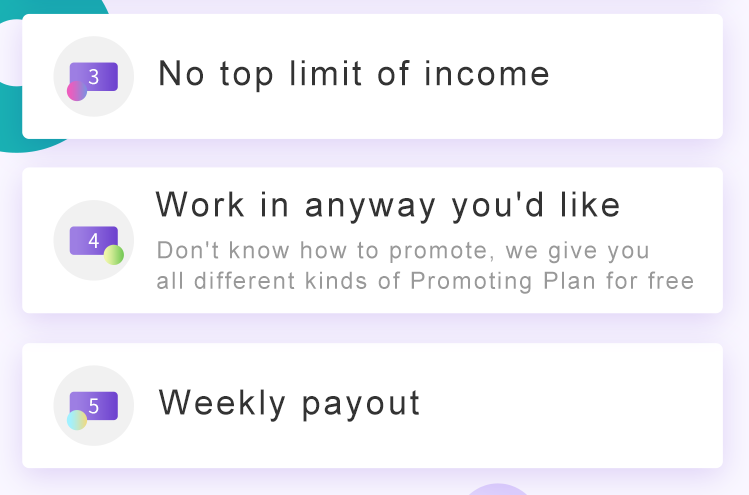 3
No top limit of income
4
Work in anyway you'd like
Don't know how to promote, we give you
all different kinds of Promoting Plan for free
5
Weekly payout